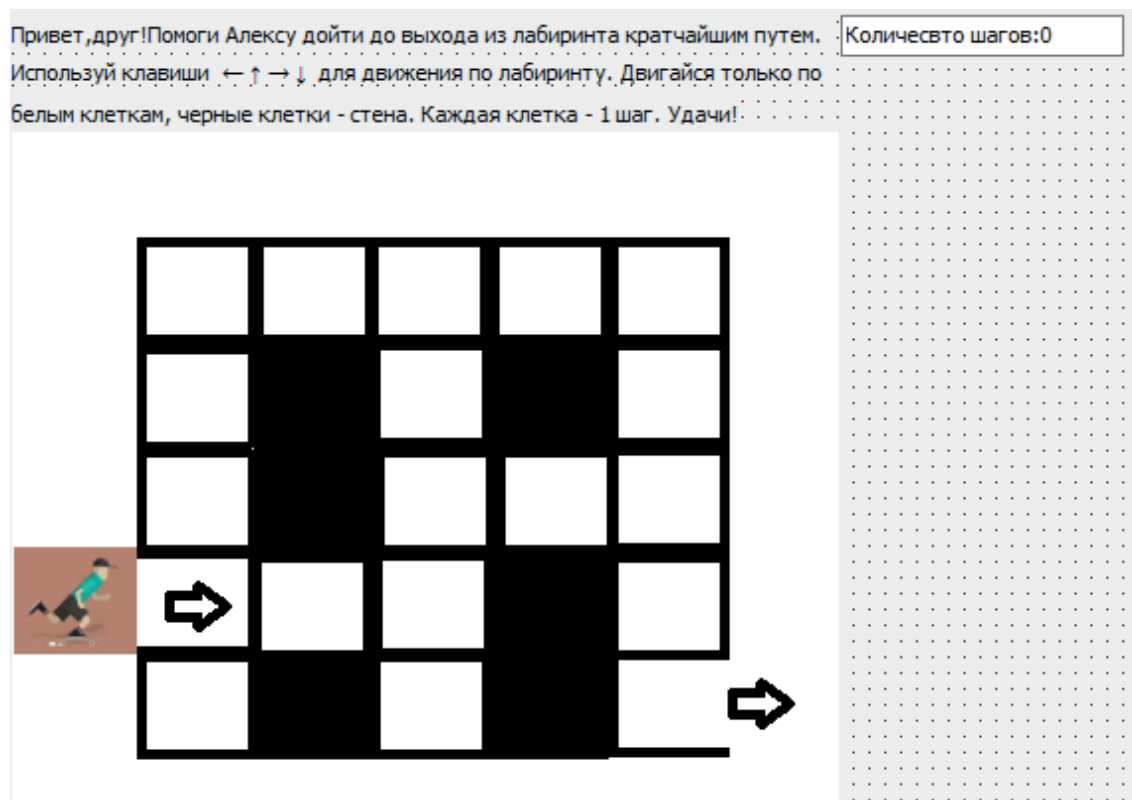 Привет,друг!Помоги Алексу дойти до выхода из лабиринта кратчайшим путем.
Количесвто шагов:0
Используй клавиши ←↑→↓ для движения по лабиринту. Двигайся только по
белым клеткам, черные клетки - стена. Каждая клетка - 1 шаг. Удачи!